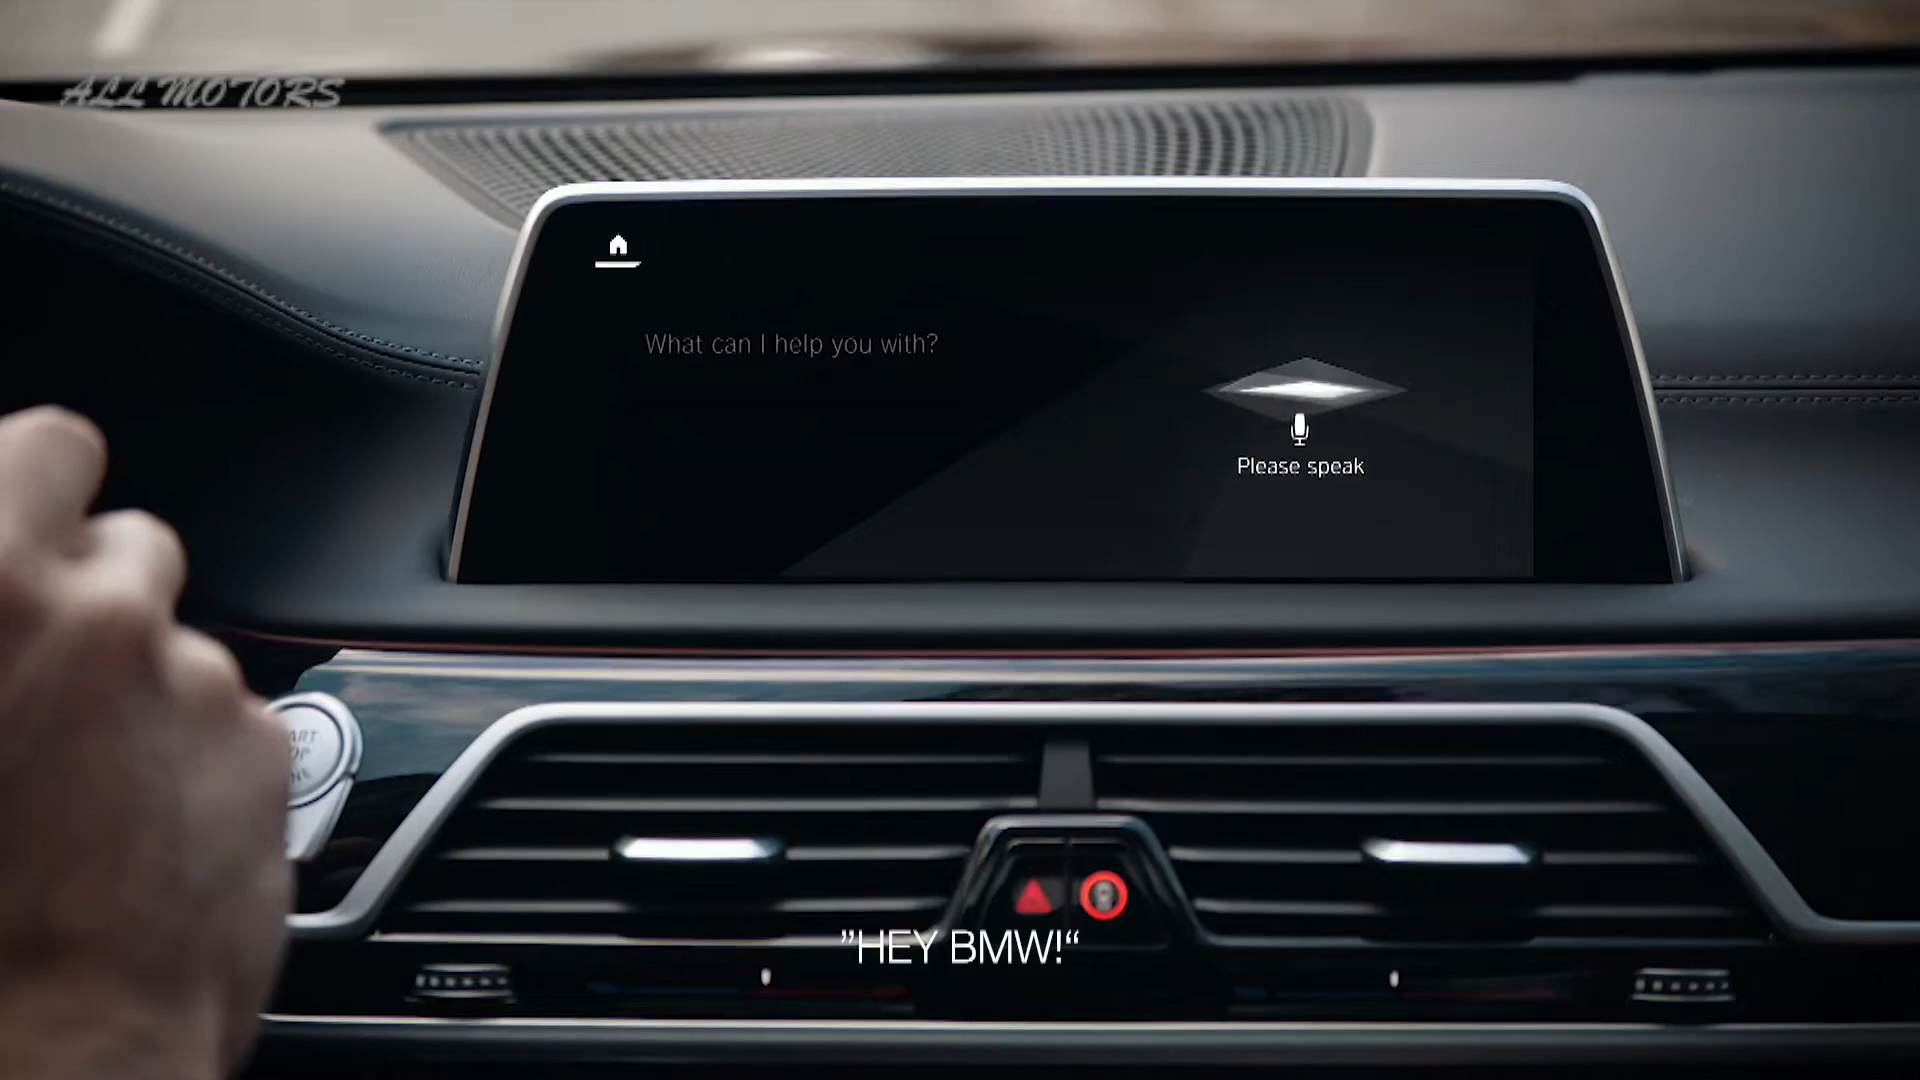 ALL MOTORS
What can I help you with?
Please speak
”HEY BMW!“